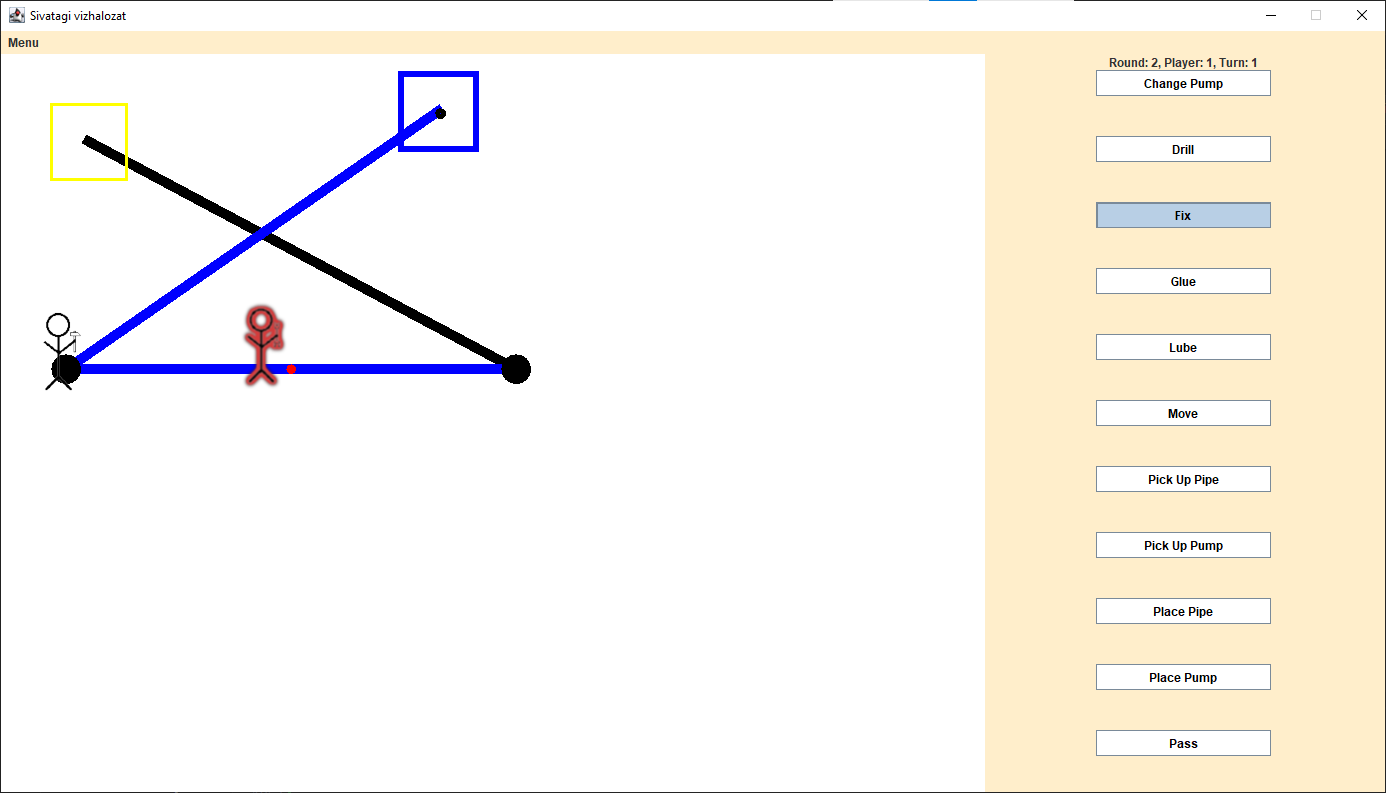 Sivatagi vizhalozat
Menu
Round: 2, Player: 1, Turn: 1
Change Pump
Drill
Fix
Glue
Lube
Move
Pick Up Pipe
Pick Up Pump
Place Pipe
Place Pump
Pass